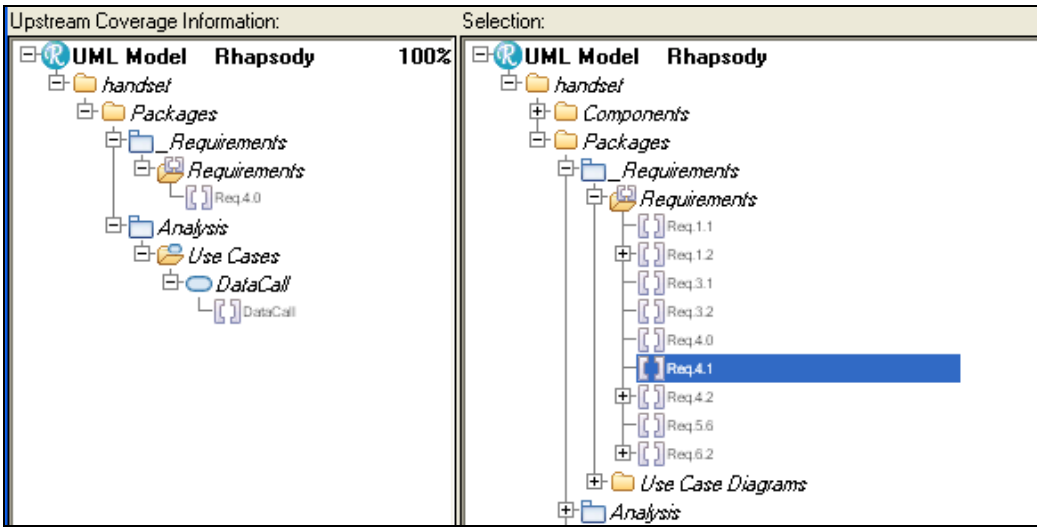 Upstream Coverage Information:
UML Model Rhapsody 100%
handset
Packages
_Requirements
Requirements
Req.4.0
Analysis
Use Cases
DataCall
DataCall
Selection:
UML Model Rhapsody
handset
Components
Packages
_Requirements
Requirements
Req.1.1
Req.1.2
Req.3.1
Req.3.2
Req.4.0
Req.4.1
Req.4.2
Req.5.6
Req.6.2
Use Case Diagrams
Analysis